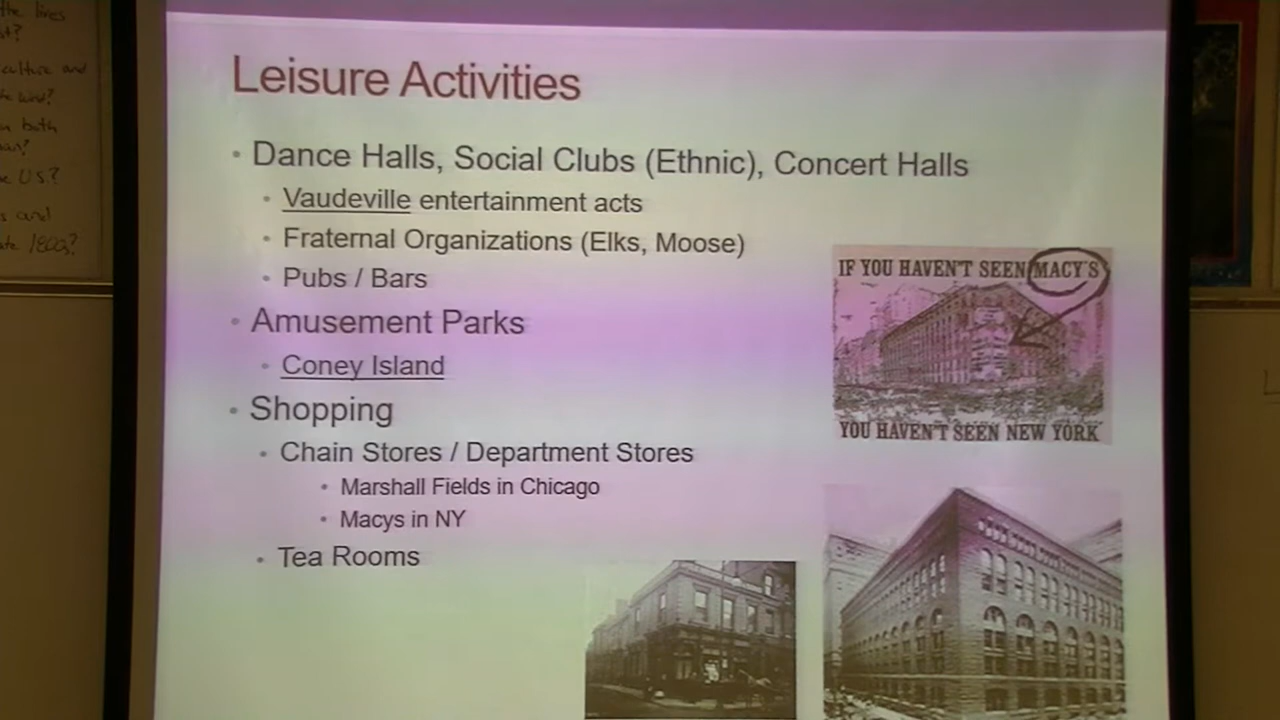 the lives
culture and
both
U.S.?
and
1800s?
Leisure Activities
• Dance Halls, Social Clubs (Ethnic), Concert Halls
• Vaudeville entertainment acts
• Fraternal Organizations (Elks, Moose)
• Pubs / Bars
• Amusement Parks
• Coney Island
• Shopping
• Chain Stores / Department Stores
• Marshall Fields in Chicago
• Macys in NY
• Tea Rooms
IF YOU HAVEN'T SEEN MACY'S
YOU HAVEN'T SEEN NEW YORK